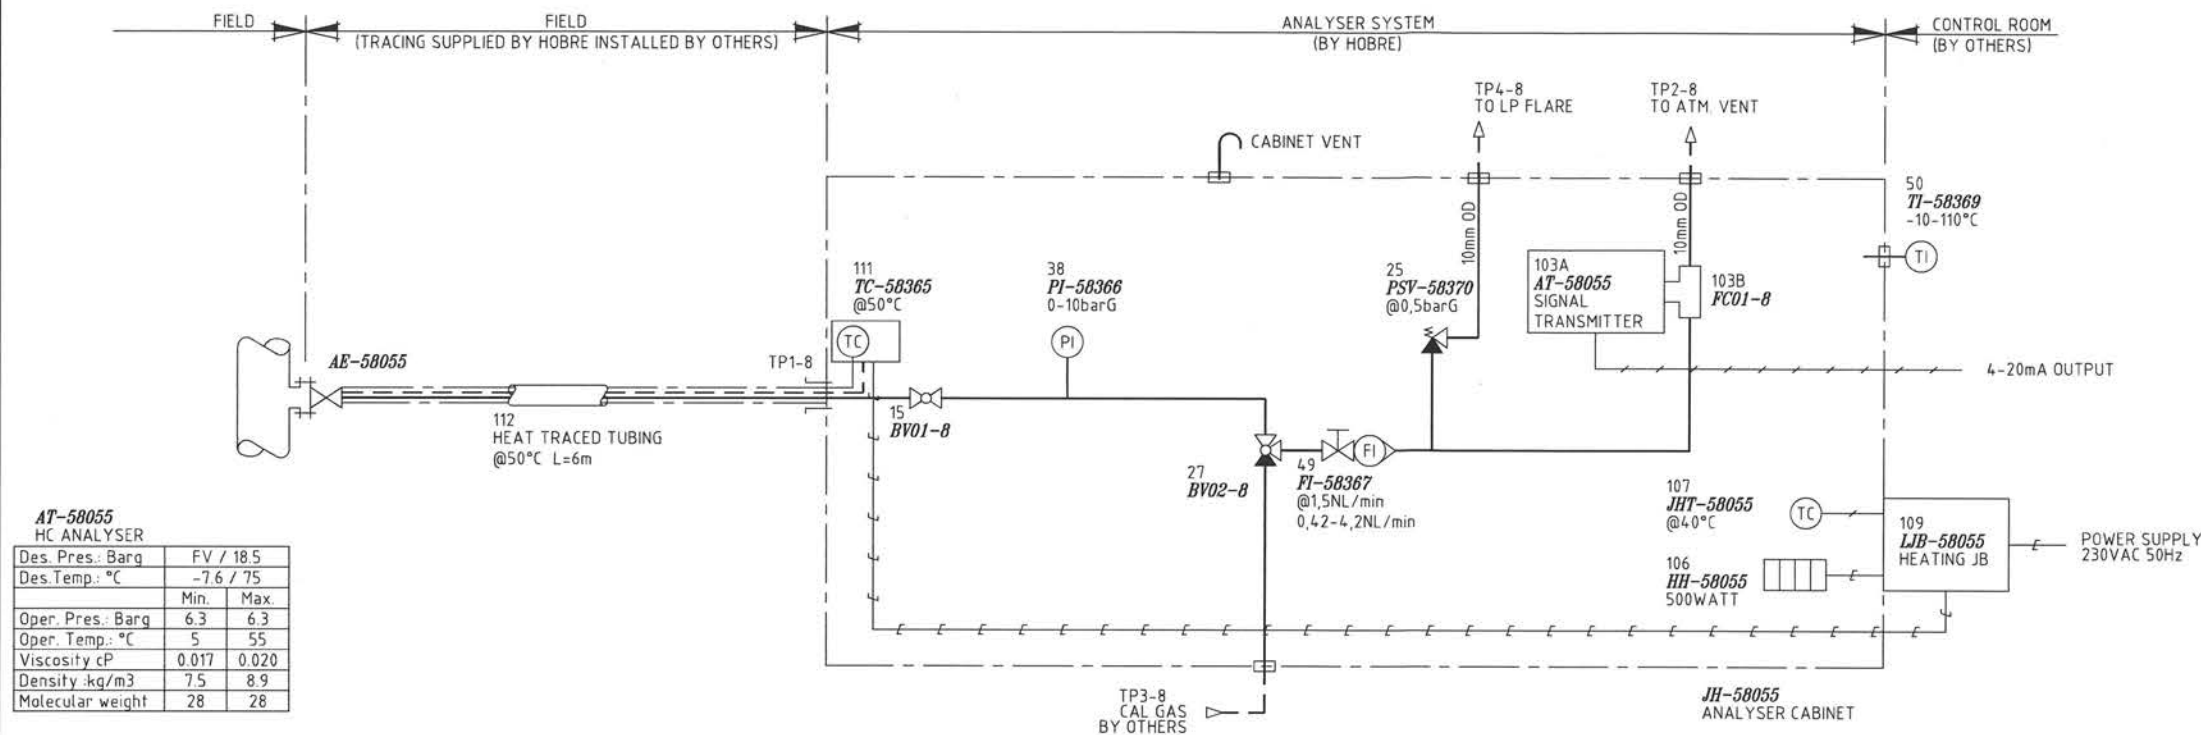 FIELD
FIELD
(TRACING SUPPLIED BY HOBRE INSTALLED BY OTHERS)
ANALYSER SYSTEM
(BY HOBRE)
CONTROL ROOM
(BY OTHERS)
TP4-8
TO LP FLARE
TP2-8
TO ATM. VENT
CABINET VENT
50
TI-58369
-10-110°C
TI
10mm OD
10mm OD
111
TC-58365
@50°C
TC
38
PI-58366
0-10barG
PI
25
PSV-58370
@0,5barG
103A
AT-58055
SIGNAL
TRANSMITTER
103B
FC01-8
AE-58055
TP1-8
4-20mA OUTPUT
112
HEAT TRACED TUBING
@50°C L=6m
15
BV01-8
27
BV02-8
49
FI-58367
@1,5NL/min
0,42-4,2NL/min
FI
107
JHT-58055
@40°C
TC
109
LJB-58055
HEATING JB
POWER SUPPLY
230VAC 50Hz
106
HH-58055
500WATT
AT-58055
HC ANALYSER
Des. Pres.: Barg FV / 18.5
Des.Temp.: °C -7.6 / 75
Min. Max.
Oper. Pres.: Barg 6.3 6.3
Oper. Temp.: °C 5 55
Viscosity cP 0.017 0.020
Density :kg/m3 7.5 8.9
Molecular weight 28 28
TP3-8
CAL GAS
BY OTHERS
JH-58055
ANALYSER CABINET